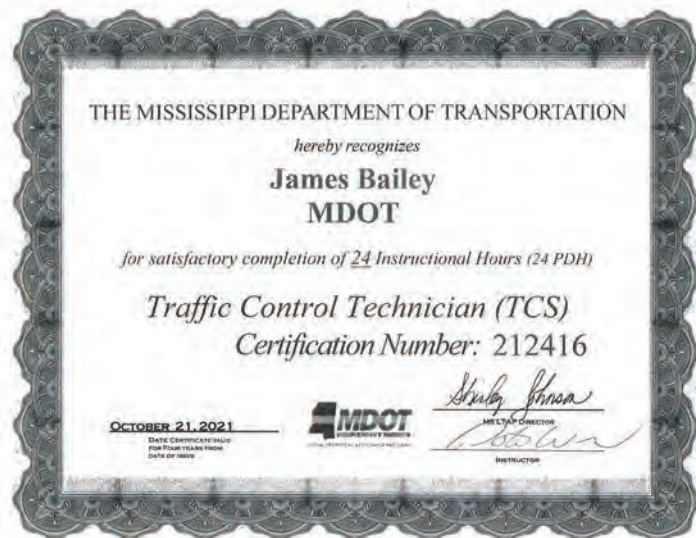 THE MISSISSIPPI DEPARTMENT OF TRANSPORTATION
hereby recognizes
James Bailey
MDOT
for satisfactory completion of 24 Instructional Hours (24 PDH)
Traffic Control Technician (TCS)
Certification Number: 212416
OCTOBER 21, 2021
DATE CERTIFICATE VALID
FOR FOUR YEARS FROM
DATE OF ISSUE
MDOT
Shirley Johnson
MS LTAP DIRECTOR
INSTRUCTOR